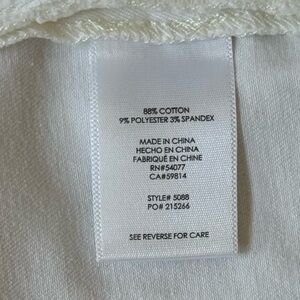 88% COTTON
9% POLYESTER 3% SPANDEX
MADE IN CHINA
HECHO EN CHINA
FABRIQUÉ EN CHINE
RN#54077
CA#59814
STYLE# 5088
PO# 215266
SEE REVERSE FOR CARE